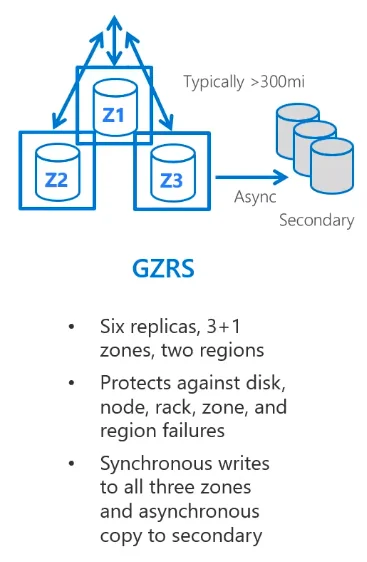 Z1
Typically >300mi
Z2
Z3
Async
Secondary
GZRS
• Six replicas, 3+1
zones, two regions
• Protects against disk,
node, rack, zone, and
region failures
• Synchronous writes
to all three zones
and asynchronous
copy to secondary